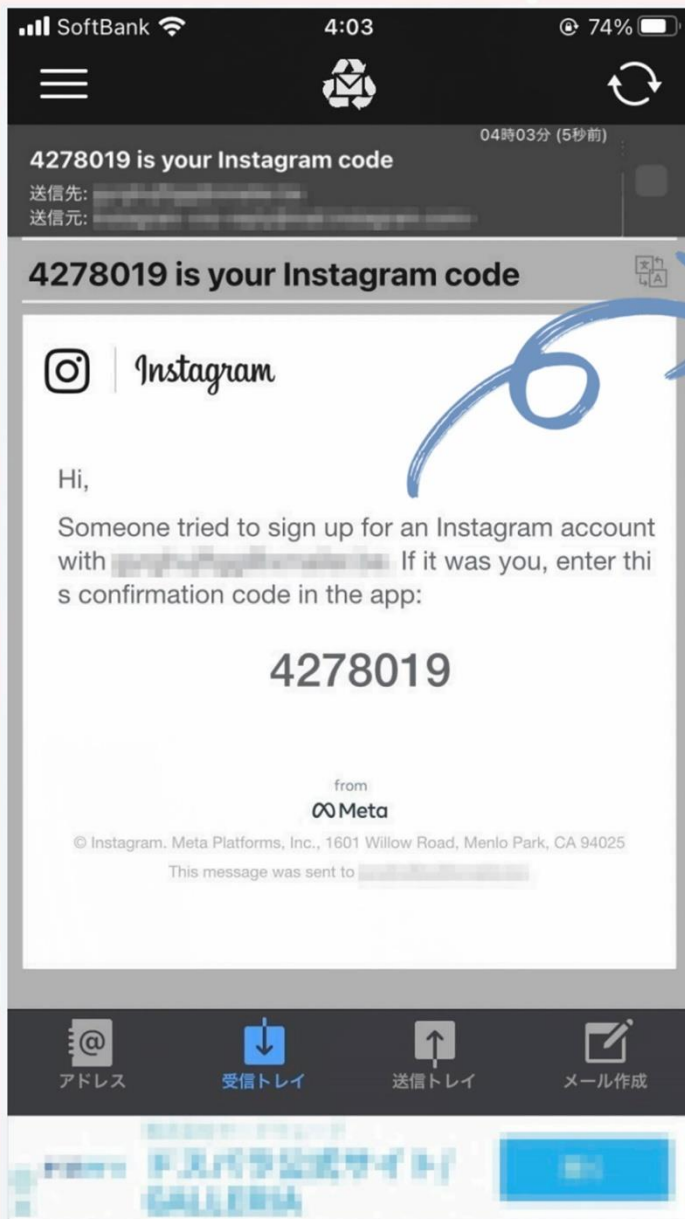 SoftBank 4:03 74%
04時03分 (5秒前)
4278019 is your Instagram code
送信先:
送信元:
4278019 is your Instagram code
Instagram
Hi,
Someone tried to sign up for an Instagram account
with . If it was you, enter thi
s confirmation code in the app:
4278019
from
Meta
© Instagram. Meta Platforms, Inc., 1601 Willow Road, Menlo Park, CA 94025
This message was sent to
アドレス 受信トレイ 送信トレイ メール作成